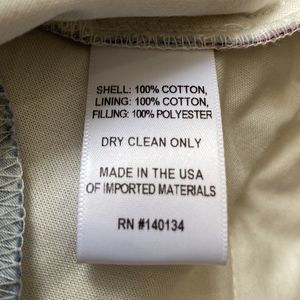 SHELL: 100% COTTON,
LINING: 100% COTTON,
FILLING: 100% POLYESTER
DRY CLEAN ONLY
MADE IN THE USA
OF IMPORTED MATERIALS
RN #140134